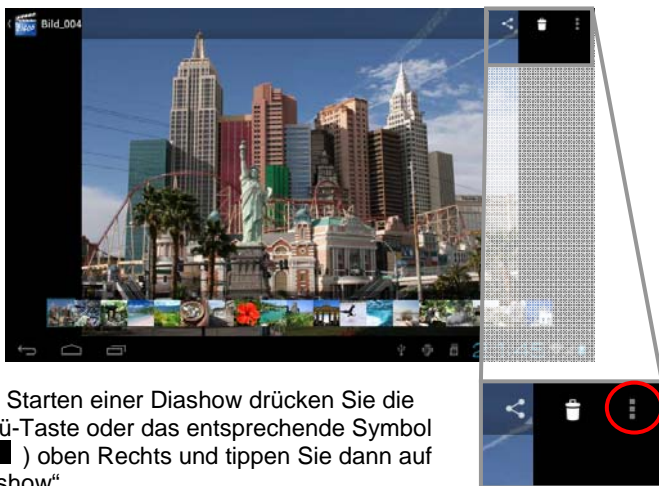 Bild_004
Starten einer Diashow drücken Sie die
ü-Taste oder das entsprechende Symbol
) oben Rechts und tippen Sie dann auf
show“